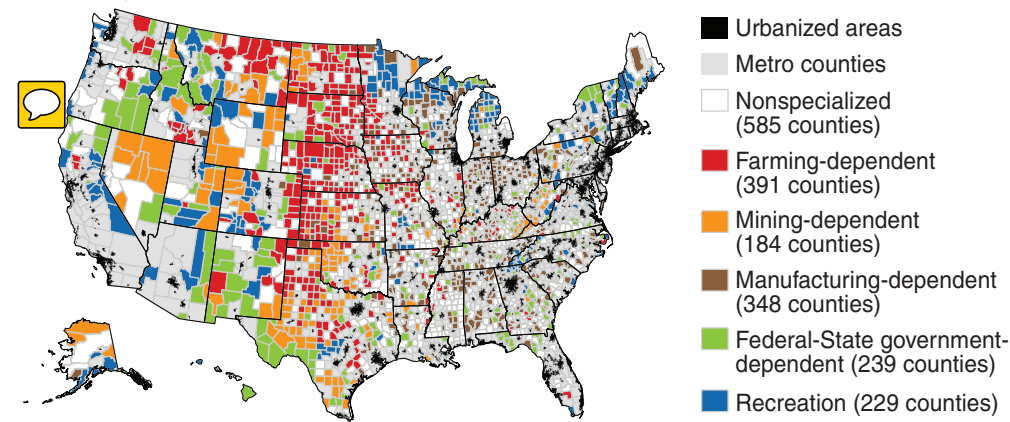 Urbanized areas
Metro counties
Nonspecialized
(585 counties)
Farming-dependent
(391 counties)
Mining-dependent
(184 counties)
Manufacturing-dependent
(348 counties)
Federal-State government-
dependent (239 counties)
Recreation (229 counties)